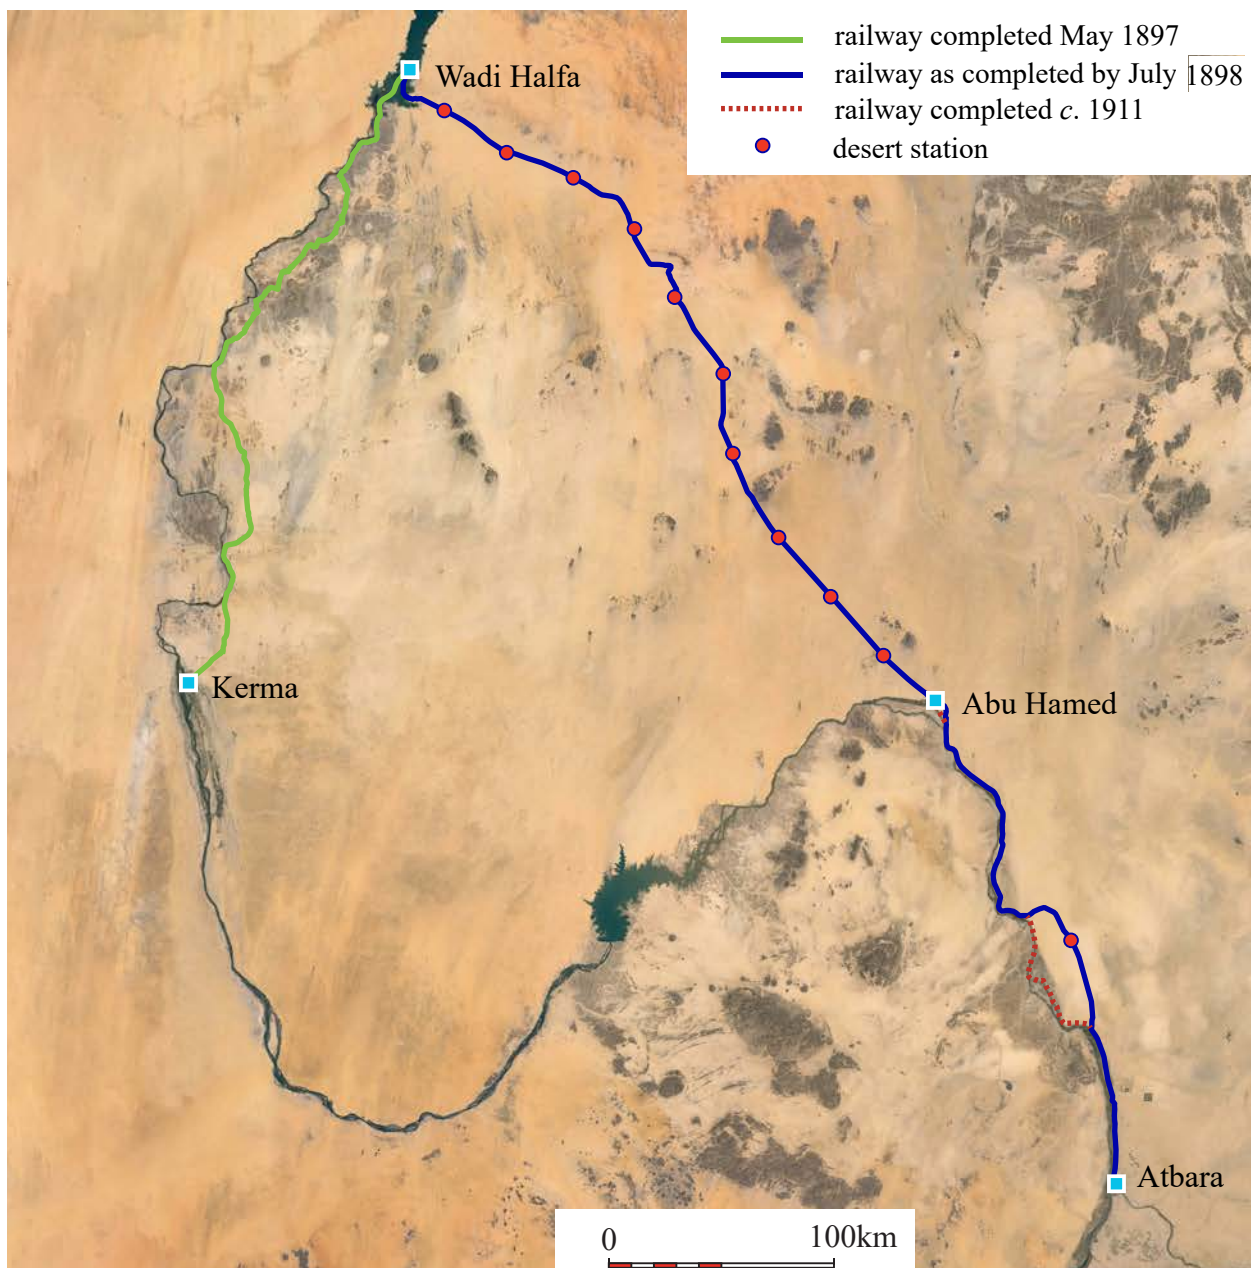 railway completed May 1897
railway as completed by July 1898
railway completed c. 1911
desert station
Wadi Halfa
Kerma
Abu Hamed
Atbara
0 100km